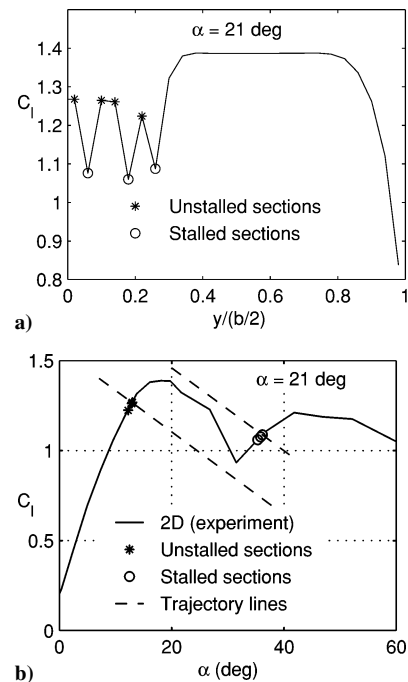 α = 21 deg
1.4
1.3
C_l
1.2
1.1
1
0.9
0.8
Unstalled sections
Stalled sections
0
0.2
0.4
0.6
0.8
1
y/(b/2)
a)
1.5
α = 21 deg
1
C_l
0.5
2D (experiment)
Unstalled sections
Stalled sections
Trajectory lines
0
0
20
40
60
α (deg)
b)